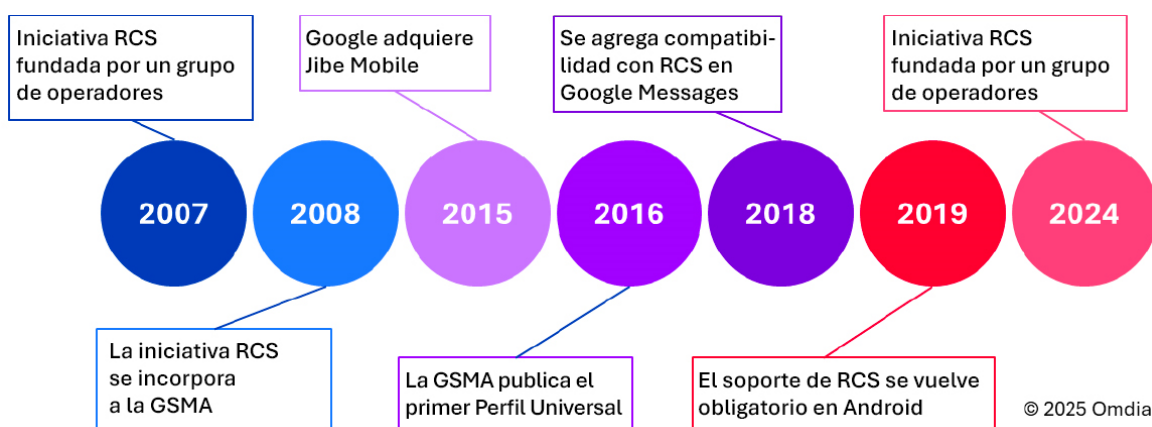 Iniciativa RCS
fundada por un grupo
de operadores
Google adquiere
Jibe Mobile
Se agrega compatibi-
lidad con RCS en
Google Messages
Iniciativa RCS
fundada por un grupo
de operadores
2007
2008
2015
2016
2018
2019
2024
La iniciativa RCS
se incorpora
a la GSMA
La GSMA publica el
primer Perfil Universal
El soporte de RCS se vuelve
obligatorio en Android
© 2025 Omdia